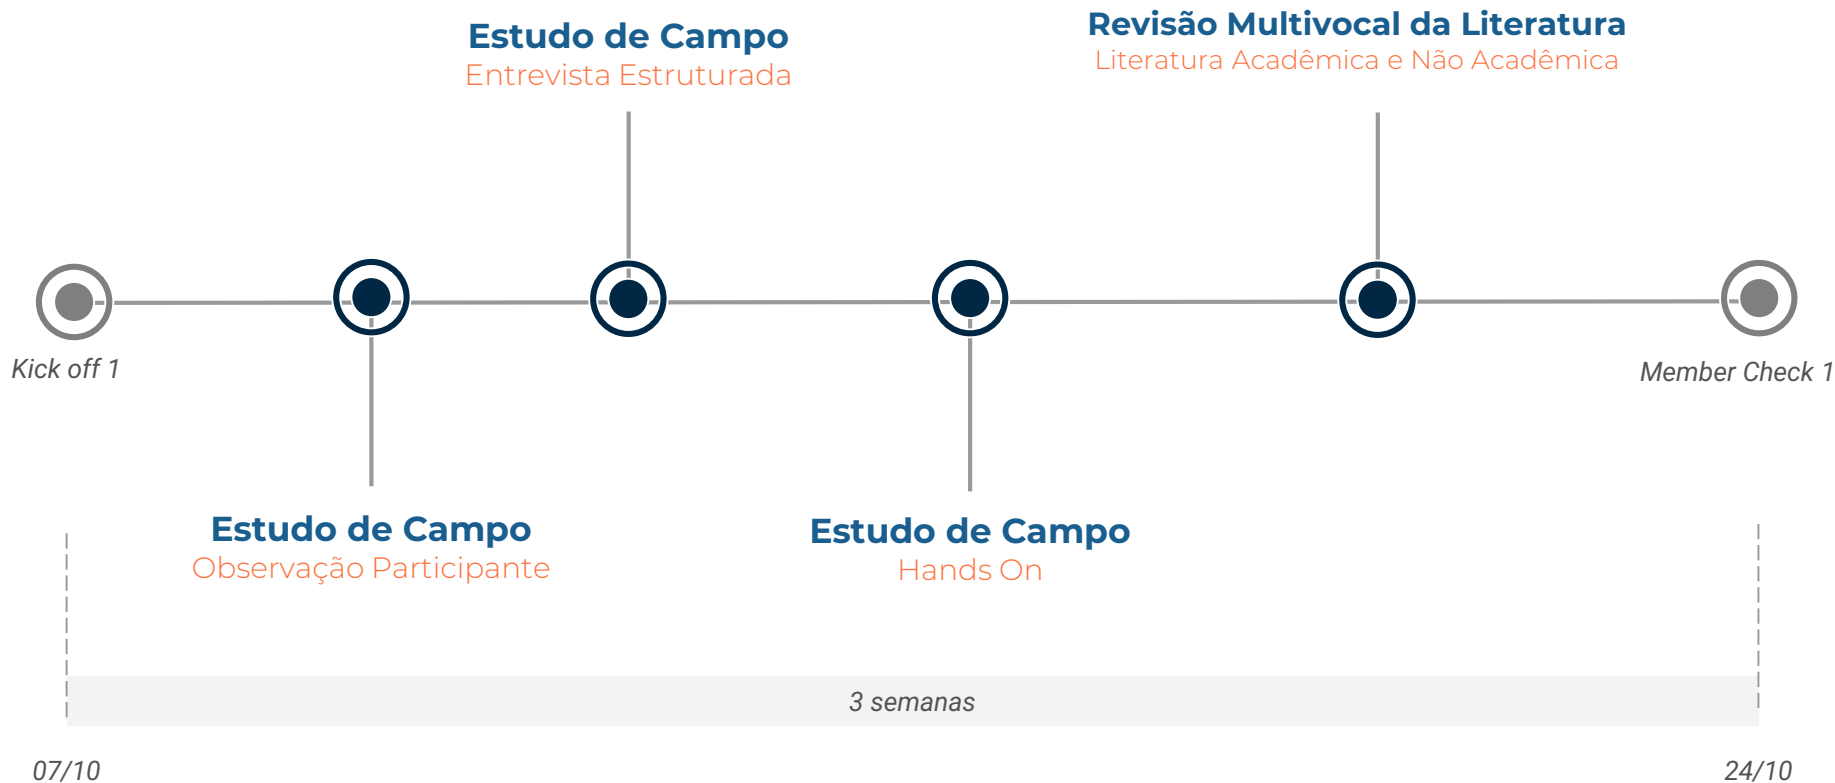 Estudo de Campo
Entrevista Estruturada
Revisão Multivocal da Literatura
Literatura Acadêmica e Não Acadêmica
Kick off 1
Member Check 1
Estudo de Campo
Observação Participante
Estudo de Campo
Hands On
3 semanas
07/10
24/10